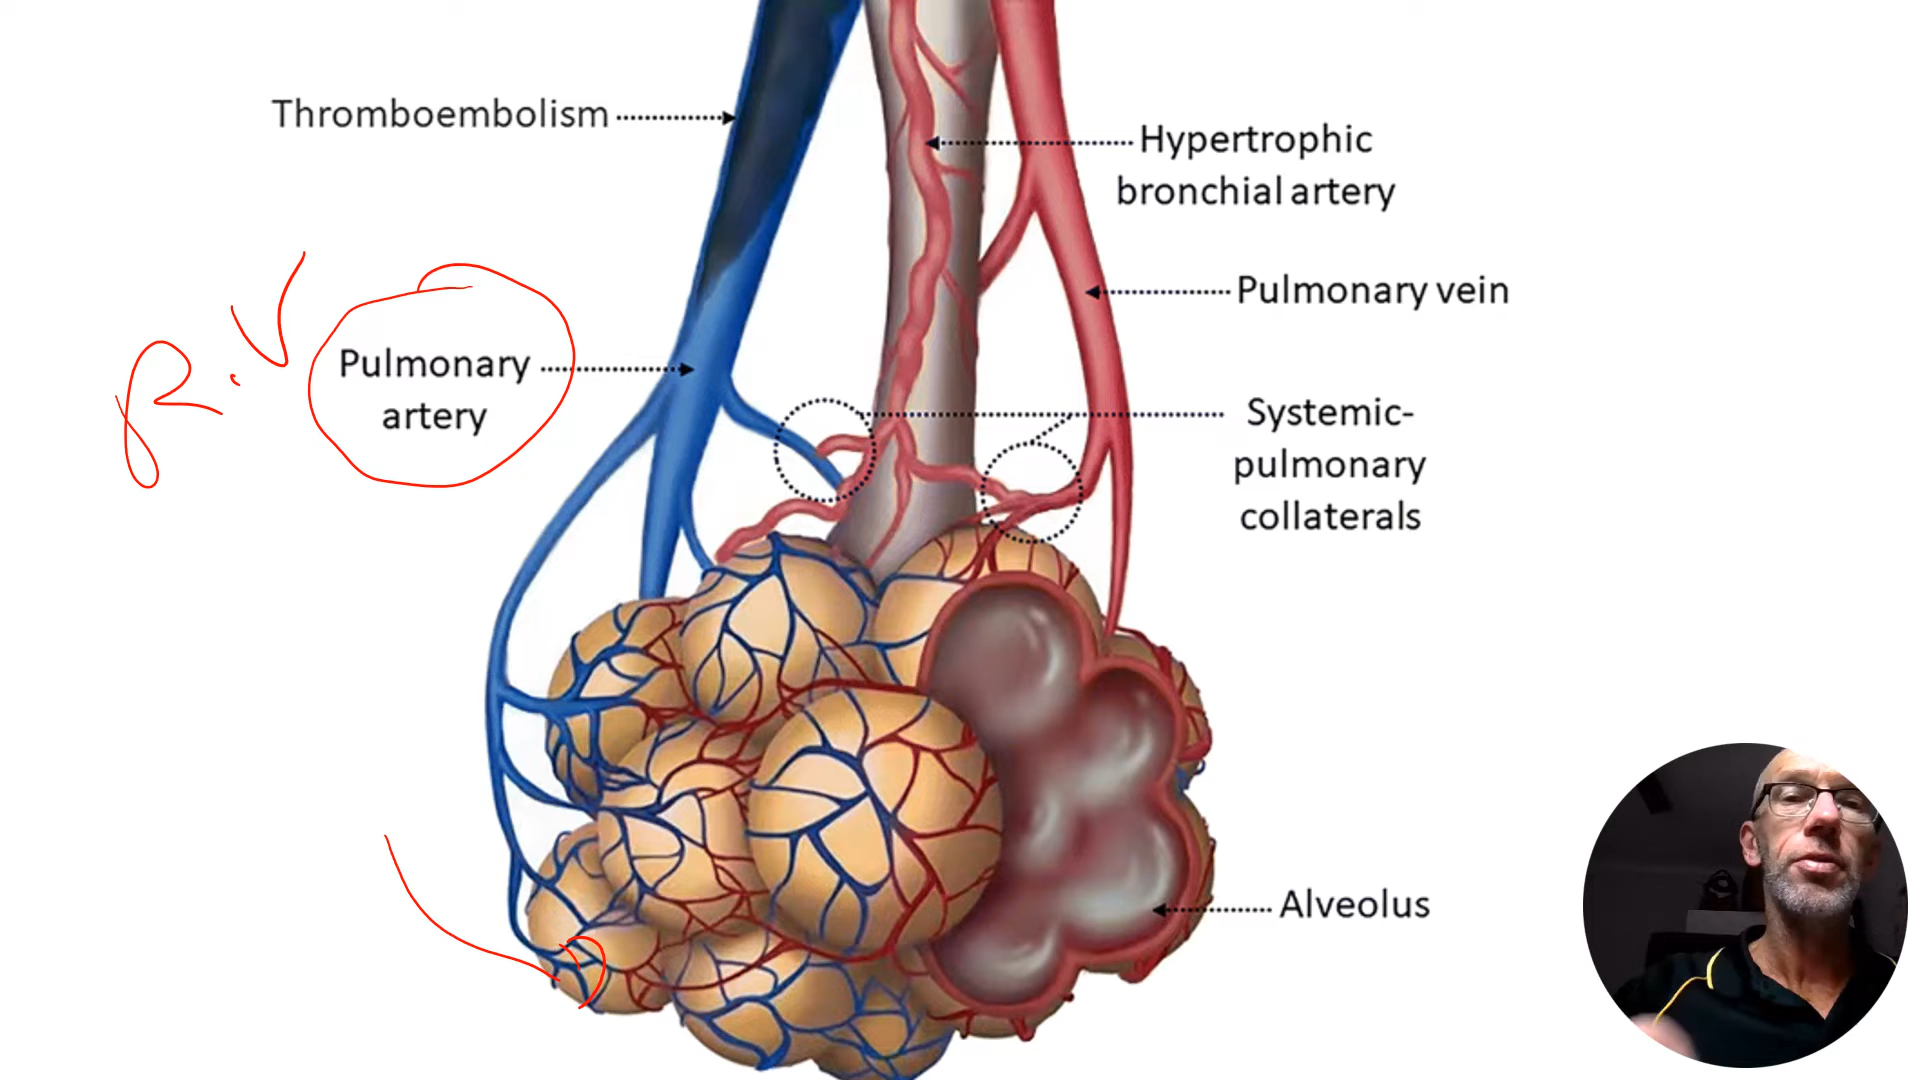 Thromboembolism
Hypertrophic
bronchial artery
Pulmonary vein
R.V
Pulmonary
artery
Systemic-
pulmonary
collaterals
Alveolus